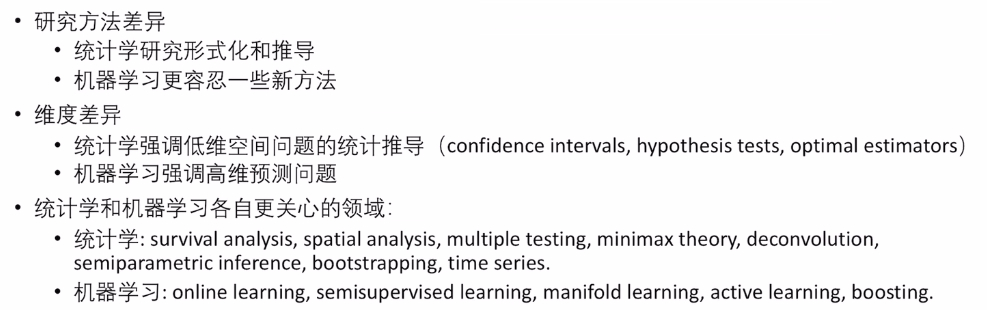 • 研究方法差异
• 统计学研究形式化和推导
• 机器学习更容忍一些新方法
• 维度差异
• 统计学强调低维空间问题的统计推导（confidence intervals, hypothesis tests, optimal estimators）
• 机器学习强调高维预测问题
• 统计学和机器学习各自更关心的领域：
• 统计学: survival analysis, spatial analysis, multiple testing, minimax theory, deconvolution,
semiparametric inference, bootstrapping, time series.
• 机器学习: online learning, semisupervised learning, manifold learning, active learning, boosting.